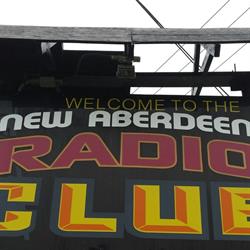 WELCOME TO THE
NEW ABERDEEN
RADIO
CLUB